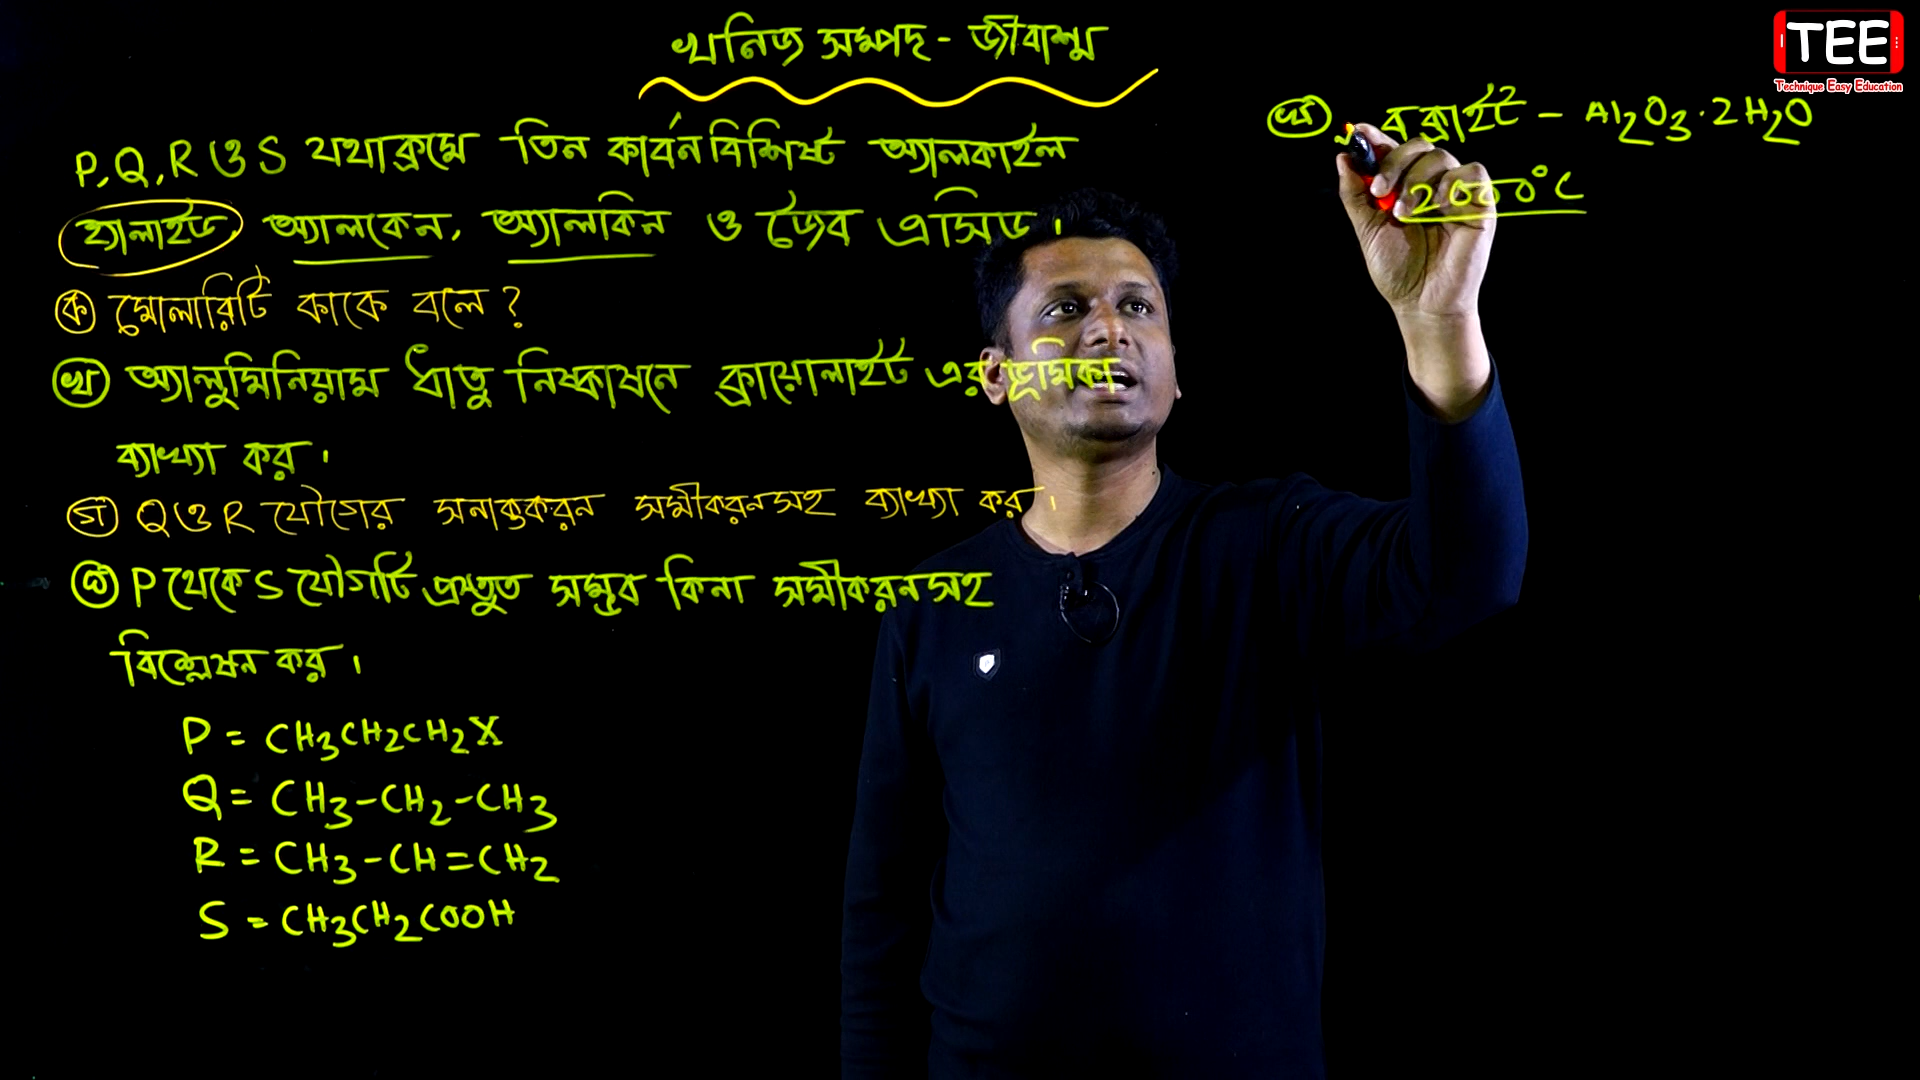 খনিজ সম্পদ - জীবাশ্ম
P, Q, R ও S যথাক্রমে তিন কার্বন বিশিষ্ট অ্যালকাইল
হ্যালাইড, অ্যালকেন, অ্যালকিন ও জৈব এসিড।
ক মোলারিটি কাকে বলে?
খ অ্যালুমিনিয়াম ধাতু নিষ্কাষনে ক্রায়োলাইট এর ভূমিকা
ব্যাখ্যা কর।
গ Q ও R যৌগের সনাক্তকরন সমীকরনসহ ব্যাখ্যা কর।
ঘ P থেকে S যৌগটি প্রস্তুত সম্ভব কিনা সমীকরনসহ
বিশ্লেষন কর।
P = CH3CH2CH2X
Q = CH3-CH2-CH3
R = CH3-CH=CH2
S = CH3CH2COOH
খ বক্সাইট - Al2O3·2H2O
2000°C
TEE
Technique Easy Education